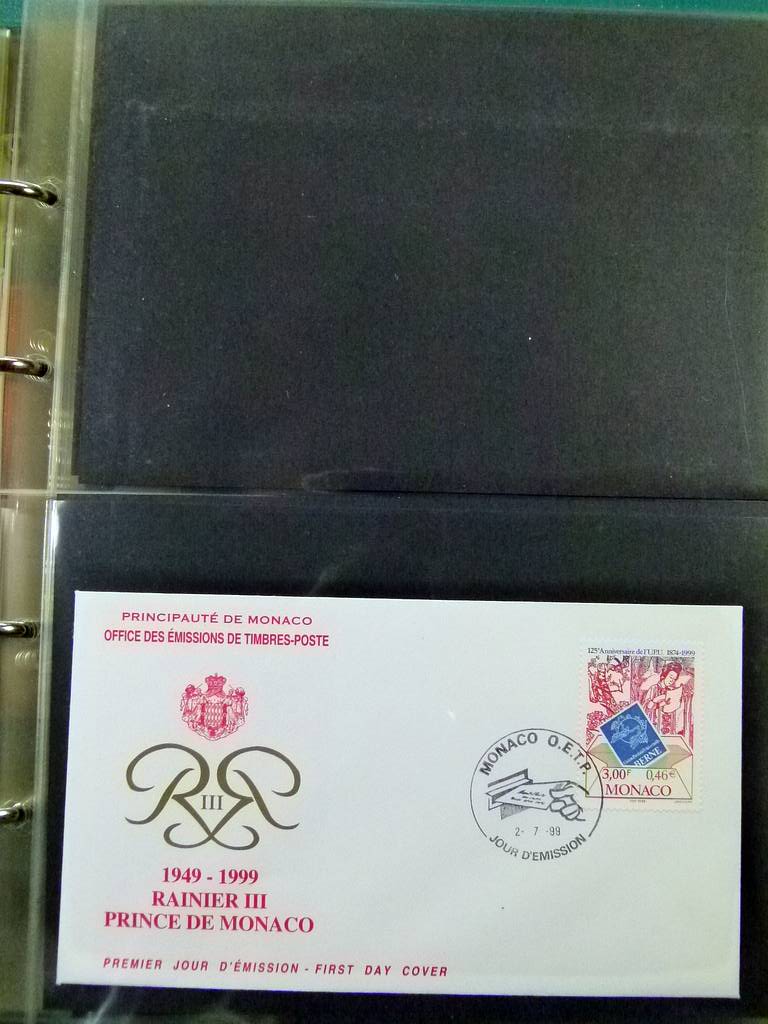 PRINCIPAUTÉ DE MONACO
OFFICE DES ÉMISSIONS DE TIMBRES-POSTE
III
1949 - 1999
RAINIER III
PRINCE DE MONACO
PREMIER JOUR D'ÉMISSION - FIRST DAY COVER
MONACO O.E.T.P.
2- 7 -99
JOUR D'EMISSION
125e Anniversaire de l'U.P.U. 1874-1999
BERNE
3,00F 0,46€
MONACO